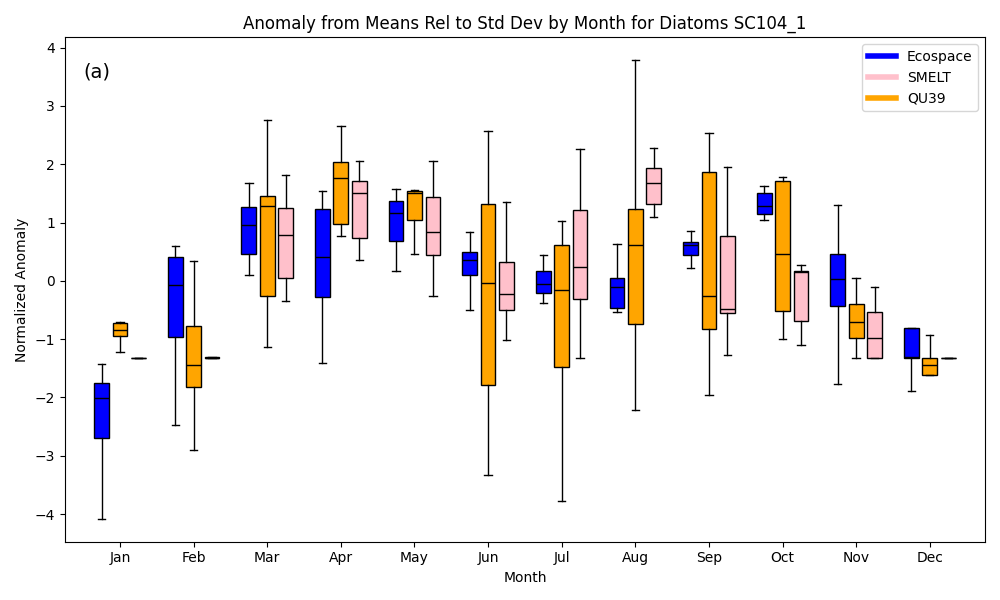 Anomaly from Means Rel to Std Dev by Month for Diatoms SC104_1
(a)
Ecospace
SMELT
QU39
Normalized Anomaly
4
3
2
1
0
−1
−2
−3
−4
Jan Feb Mar Apr May Jun Jul Aug Sep Oct Nov Dec
Month